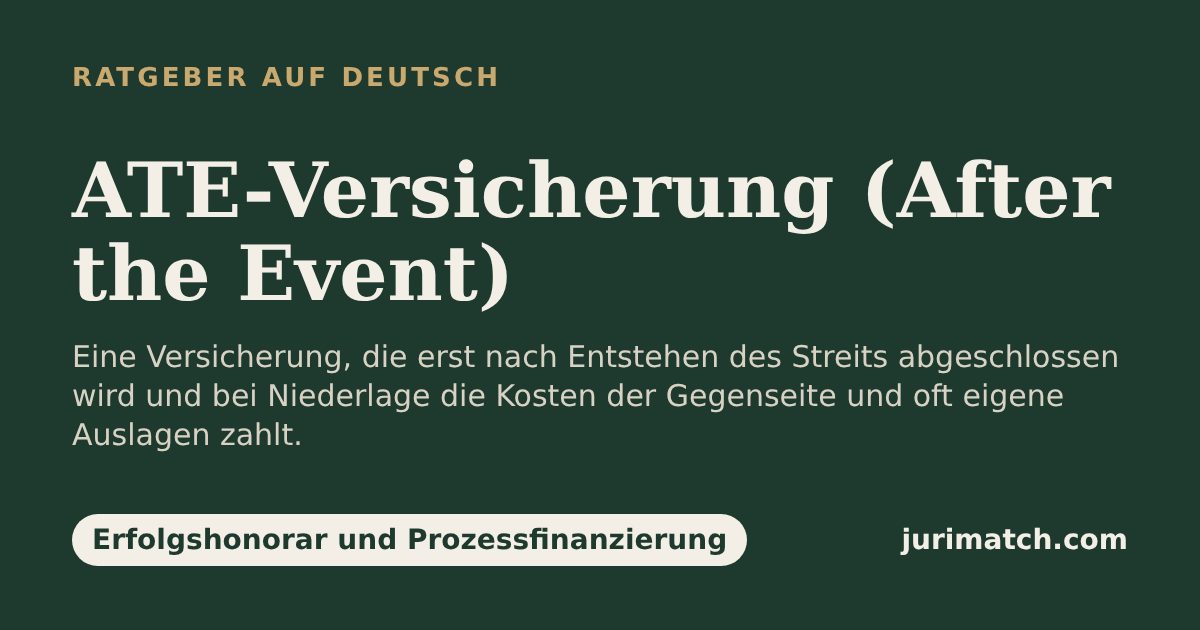 RATGEBER AUF DEUTSCH
ATE-Versicherung (After
the Event)
Eine Versicherung, die erst nach Entstehen des Streits abgeschlossen
wird und bei Niederlage die Kosten der Gegenseite und oft eigene
Auslagen zahlt.
Erfolgshonorar und Prozessfinanzierung
jurimatch.com